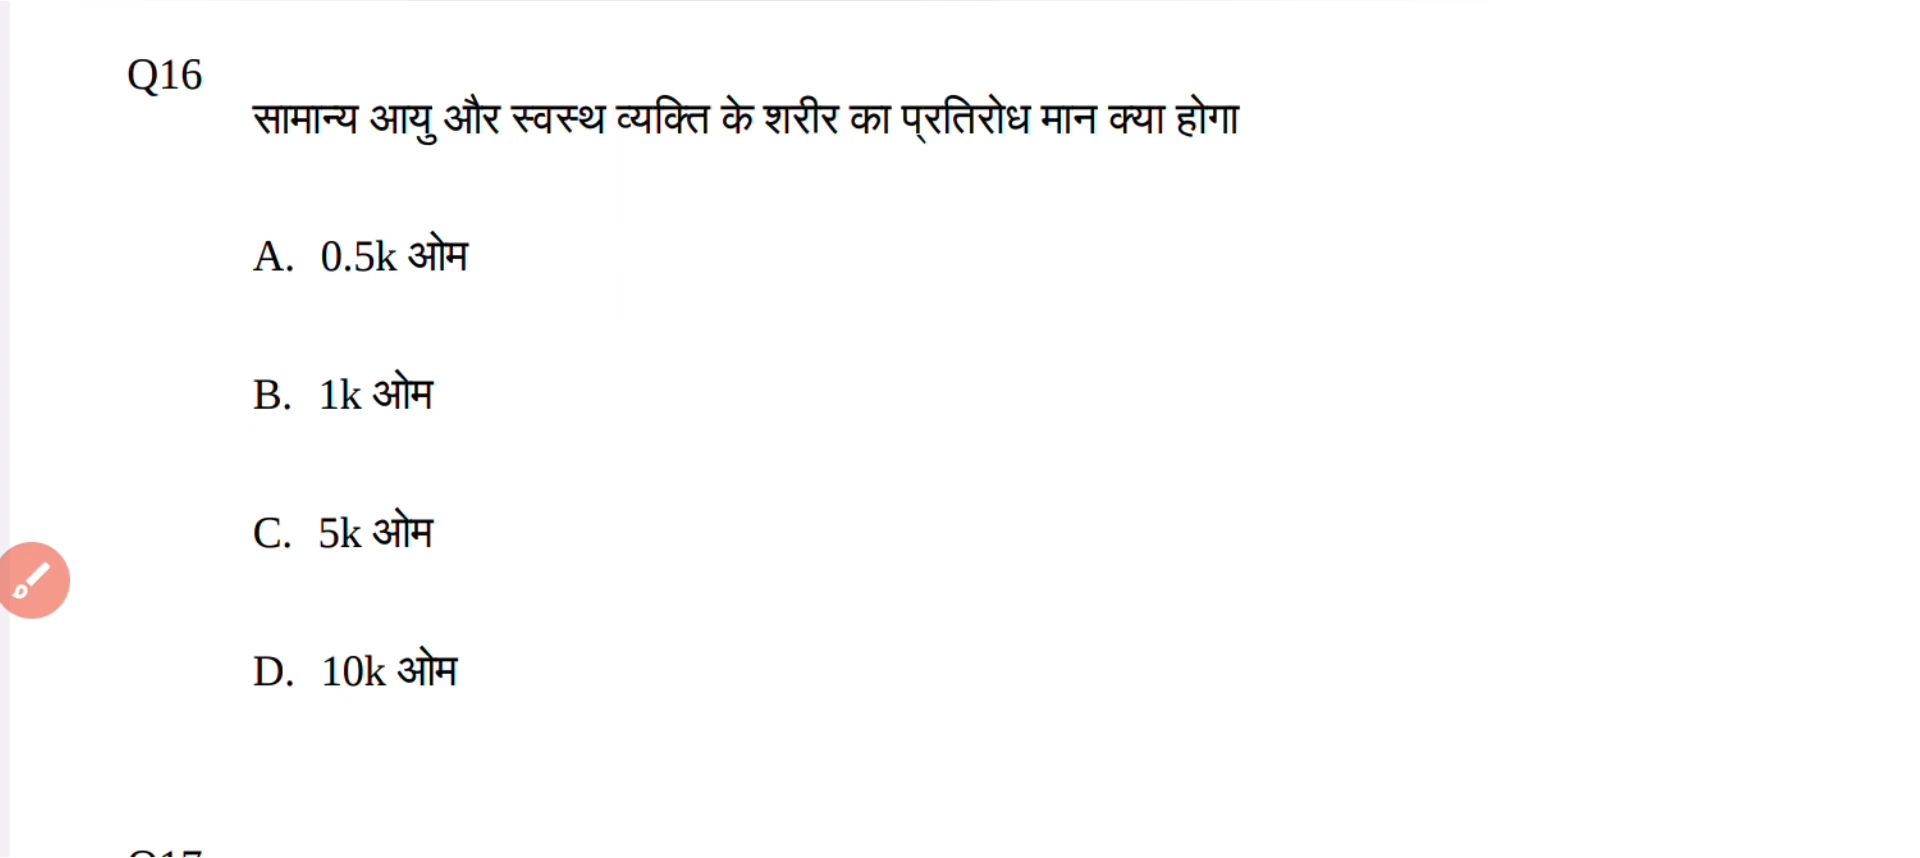 Q16
सामान्य आयु और स्वस्थ व्यक्ति के शरीर का प्रतिरोध मान क्या होगा
A. 0.5k ओम
B. 1k ओम
C. 5k ओम
D. 10k ओम